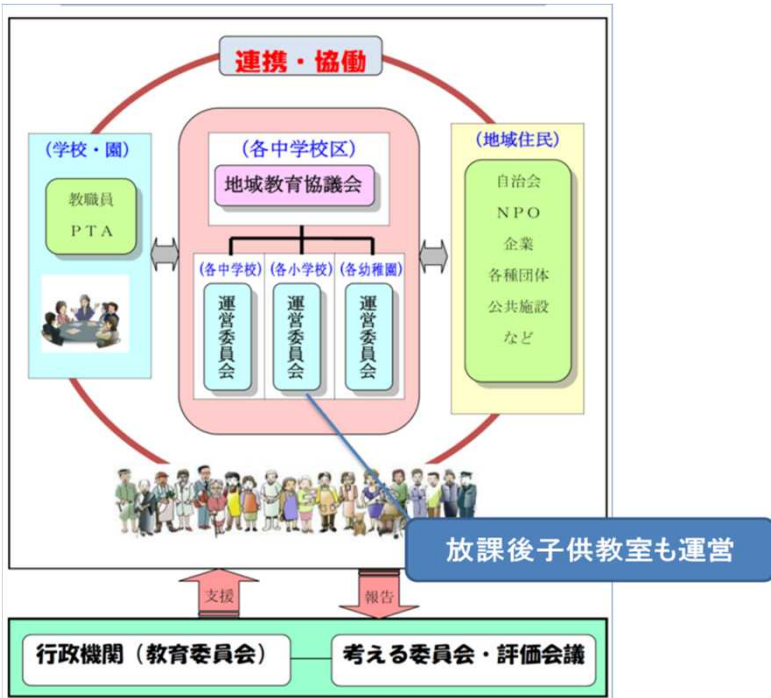 連携・協働
(学校・園)
教職員
PTA
(各中学校区)
地域教育協議会
(各中学校)
運営委員会
(各小学校)
運営委員会
(各幼稚園)
運営委員会
(地域住民)
自治会
NPO
企業
各種団体
公共施設
など
放課後子供教室も運営
支援
報告
行政機関(教育委員会)
考える委員会・評価会議